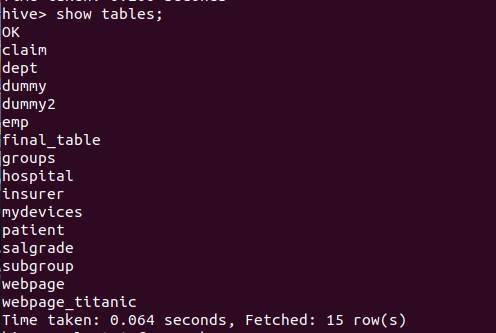 hive> show tables;
OK
claim
dept
dummy
dummy2
emp
final_table
groups
hospital
insurer
mydevices
patient
salgrade
subgroup
webpage
webpage_titanic
Time taken: 0.064 seconds, Fetched: 15 row(s)